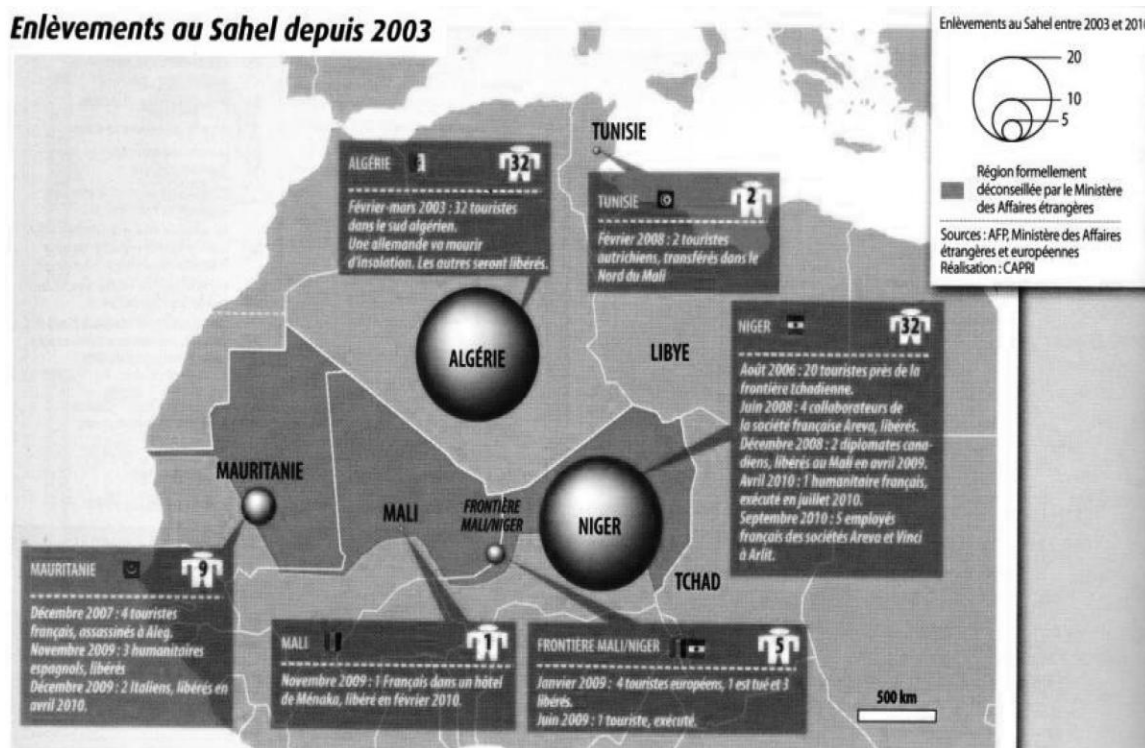 Enlèvements au Sahel depuis 2003
Enlèvements au Sahel entre 2003 et 2010
20
10
5
Région formellement
déconseillée par le Ministère
des Affaires étrangères
Sources : AFP, Ministère des Affaires
étrangères et européennes
Réalisation : CAPRI
TUNISIE
ALGÉRIE 32
Février-mars 2003 : 32 touristes
dans le sud algérien.
Une allemande va mourir
d'insolation. Les autres seront libérés.
TUNISIE 2
Février 2008 : 2 touristes
autrichiens, transférés dans le
Nord du Mali
ALGÉRIE
LIBYE
NIGER 32
Août 2006 : 20 touristes près de la
frontière tchadienne.
Juin 2008 : 4 collaborateurs de
la société française Areva, libérés.
Décembre 2008 : 2 diplomates cana-
diens, libérés au Mali en avril 2009.
Avril 2010 : 1 humanitaire français,
exécuté en juillet 2010.
Septembre 2010 : 5 employés
français des sociétés Areva et Vinci
à Arlit.
MAURITANIE
MALI
FRONTIÈRE
MALI/NIGER
NIGER
TCHAD
MAURITANIE 9
Décembre 2007 : 4 touristes
français, assassinés à Aleg.
Novembre 2009 : 3 humanitaires
espagnols, libérés
Décembre 2009 : 2 Italiens, libérés en
avril 2010.
MALI 1
Novembre 2009 : 1 Français dans un hôtel
de Ménaka, libéré en février 2010.
FRONTIÈRE MALI/NIGER 5
Janvier 2009 : 4 touristes européens, 1 est tué et 3
libérés.
Juin 2009 : 1 touriste, exécuté.
500 km